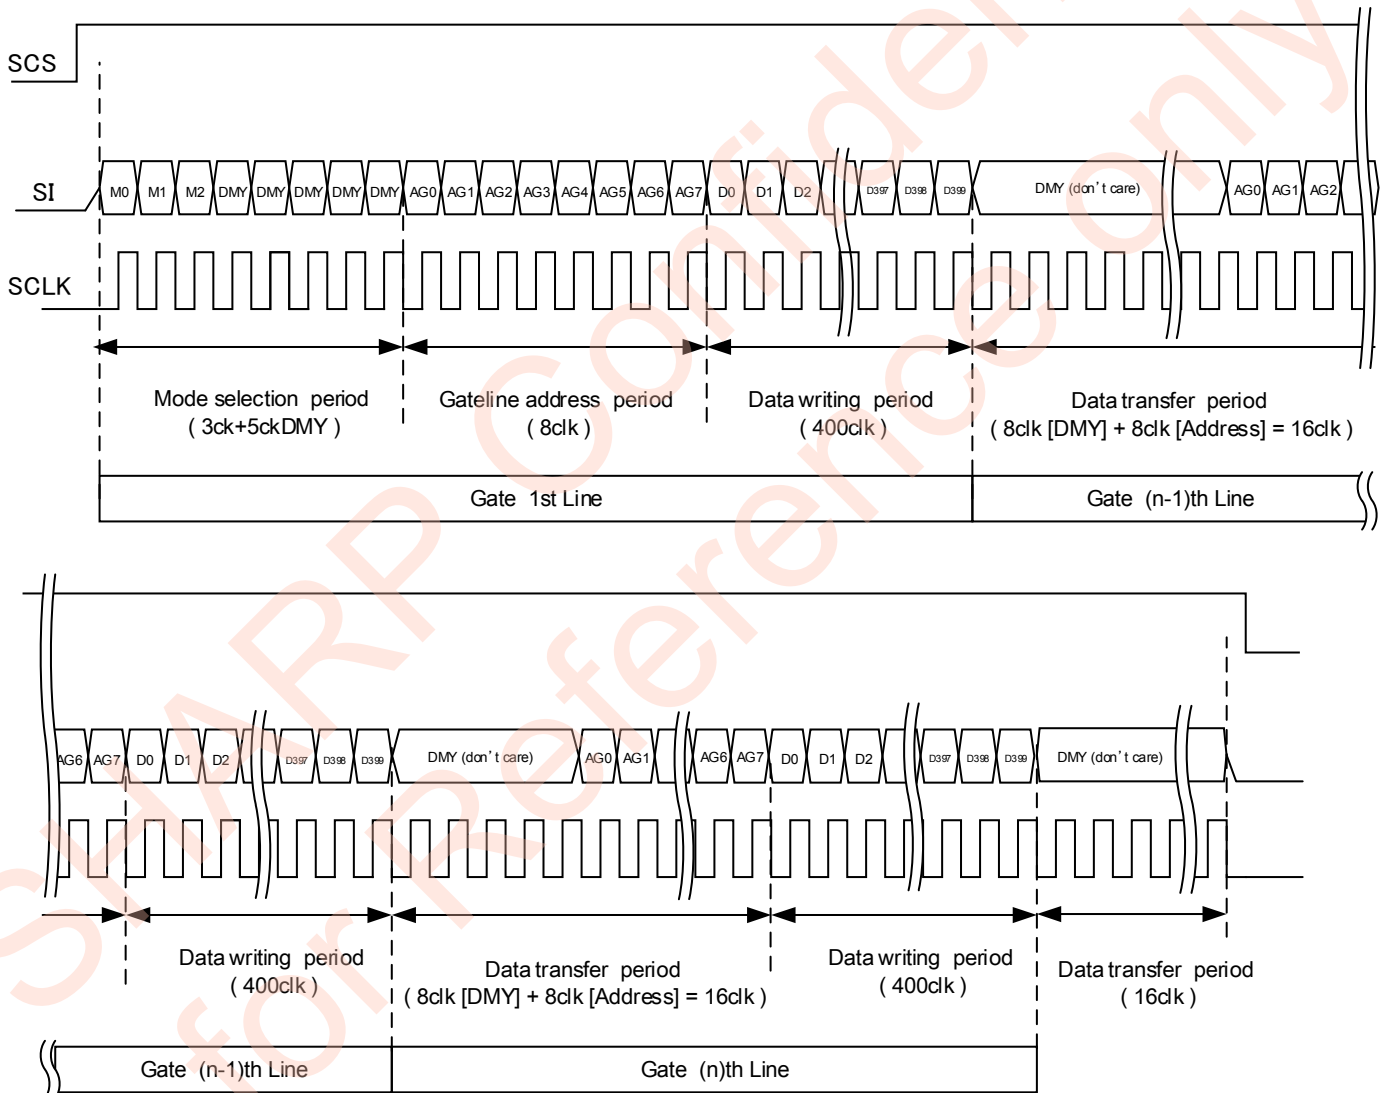 SCS
SI
M0 M1 M2 DMY DMY DMY DMY DMY AG0 AG1 AG2 AG3 AG4 AG5 AG6 AG7 D0 D1 D2 D397 D398 D399 DMY (don't care) AG0 AG1 AG2
SCLK
Mode selection period
( 3ck+5ckDMY )
Gateline address period
( 8clk )
Data writing period
( 400clk )
Data transfer period
( 8clk [DMY] + 8clk [Address] = 16clk )
Gate 1st Line
Gate (n-1)th Line
AG6 AG7 D0 D1 D2 D397 D398 D399 DMY (don't care) AG0 AG1 AG6 AG7 D0 D1 D2 D397 D398 D399 DMY (don't care)
Data writing period
( 400clk )
Data transfer period
( 8clk [DMY] + 8clk [Address] = 16clk )
Data writing period
( 400clk )
Data transfer period
( 16clk )
Gate (n-1)th Line
Gate (n)th Line
SHARP Confiden
for Reference only